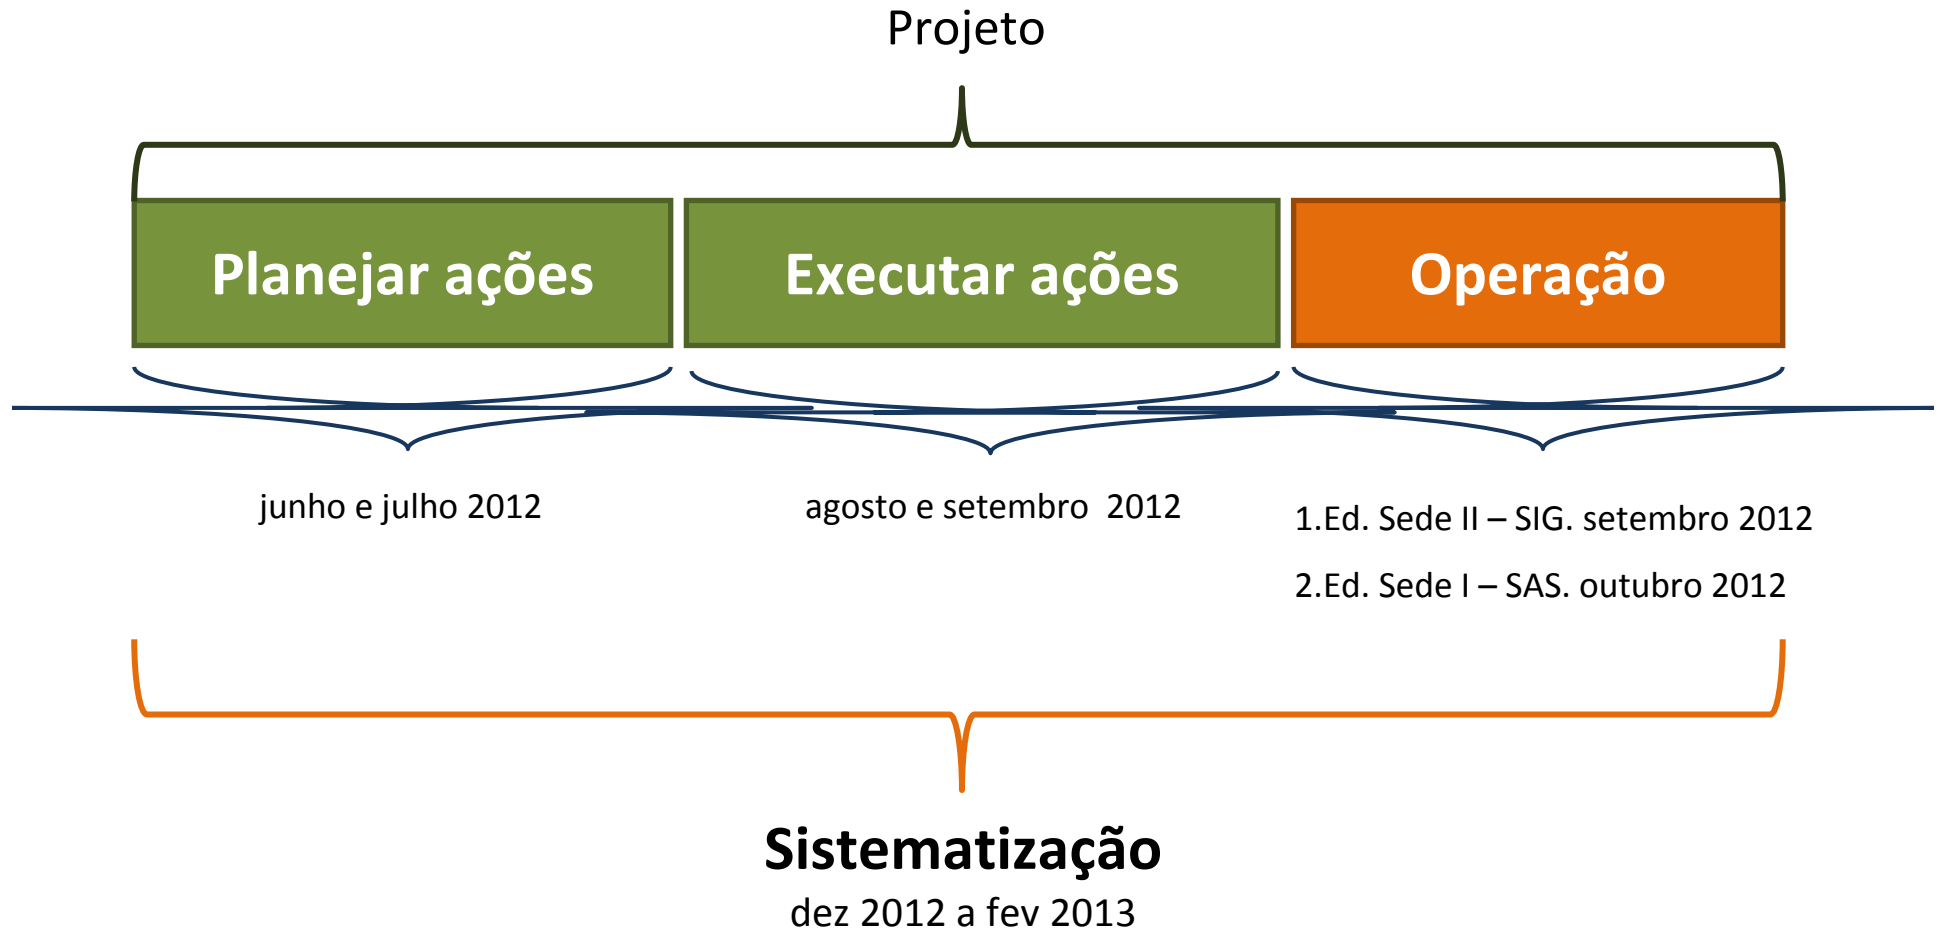 Projeto
Planejar ações
Executar ações
Operação
junho e julho 2012
agosto e setembro 2012
1.Ed. Sede II – SIG. setembro 2012
2.Ed. Sede I – SAS. outubro 2012
Sistematização
dez 2012 a fev 2013